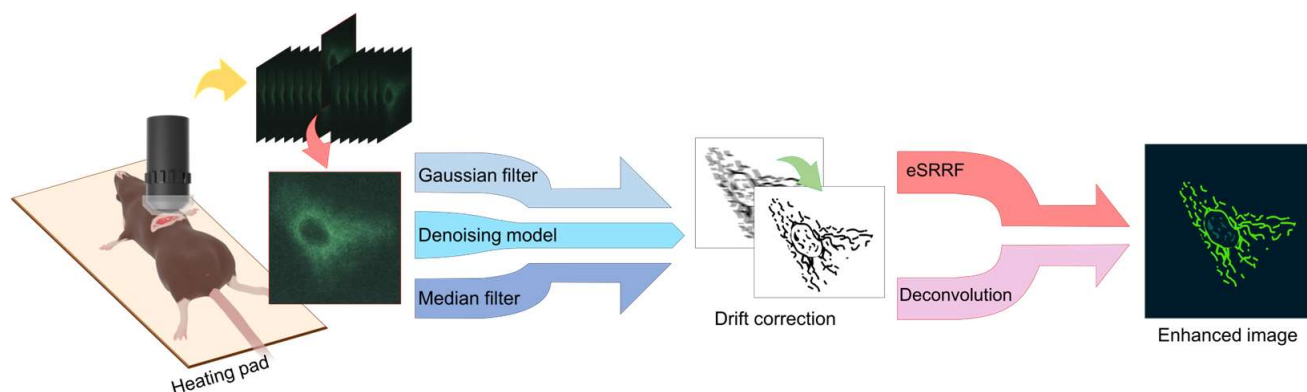 Heating pad
Gaussian filter
Denoising model
Median filter
Drift correction
eSRRF
Deconvolution
Enhanced image